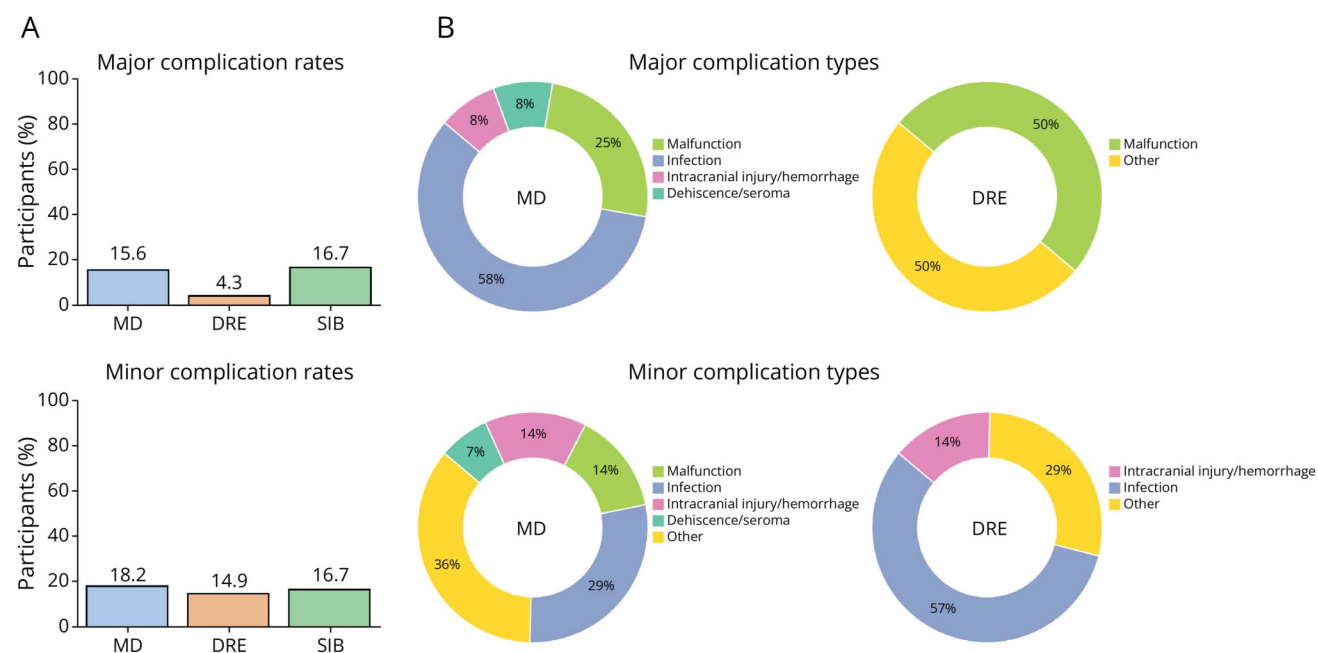 A
B
Major complication rates
Participants (%)
100
80
60
40
20
0
15.6
4.3
16.7
MD
DRE
SIB
Major complication types
8%
8%
25%
58%
MD
Malfunction
Infection
Intracranial injury/hemorrhage
Dehiscence/seroma
50%
50%
DRE
Malfunction
Other
Minor complication rates
Participants (%)
100
80
60
40
20
0
18.2
14.9
16.7
MD
DRE
SIB
Minor complication types
14%
7%
14%
36%
29%
MD
Malfunction
Infection
Intracranial injury/hemorrhage
Dehiscence/seroma
Other
14%
29%
57%
DRE
Intracranial injury/hemorrhage
Infection
Other